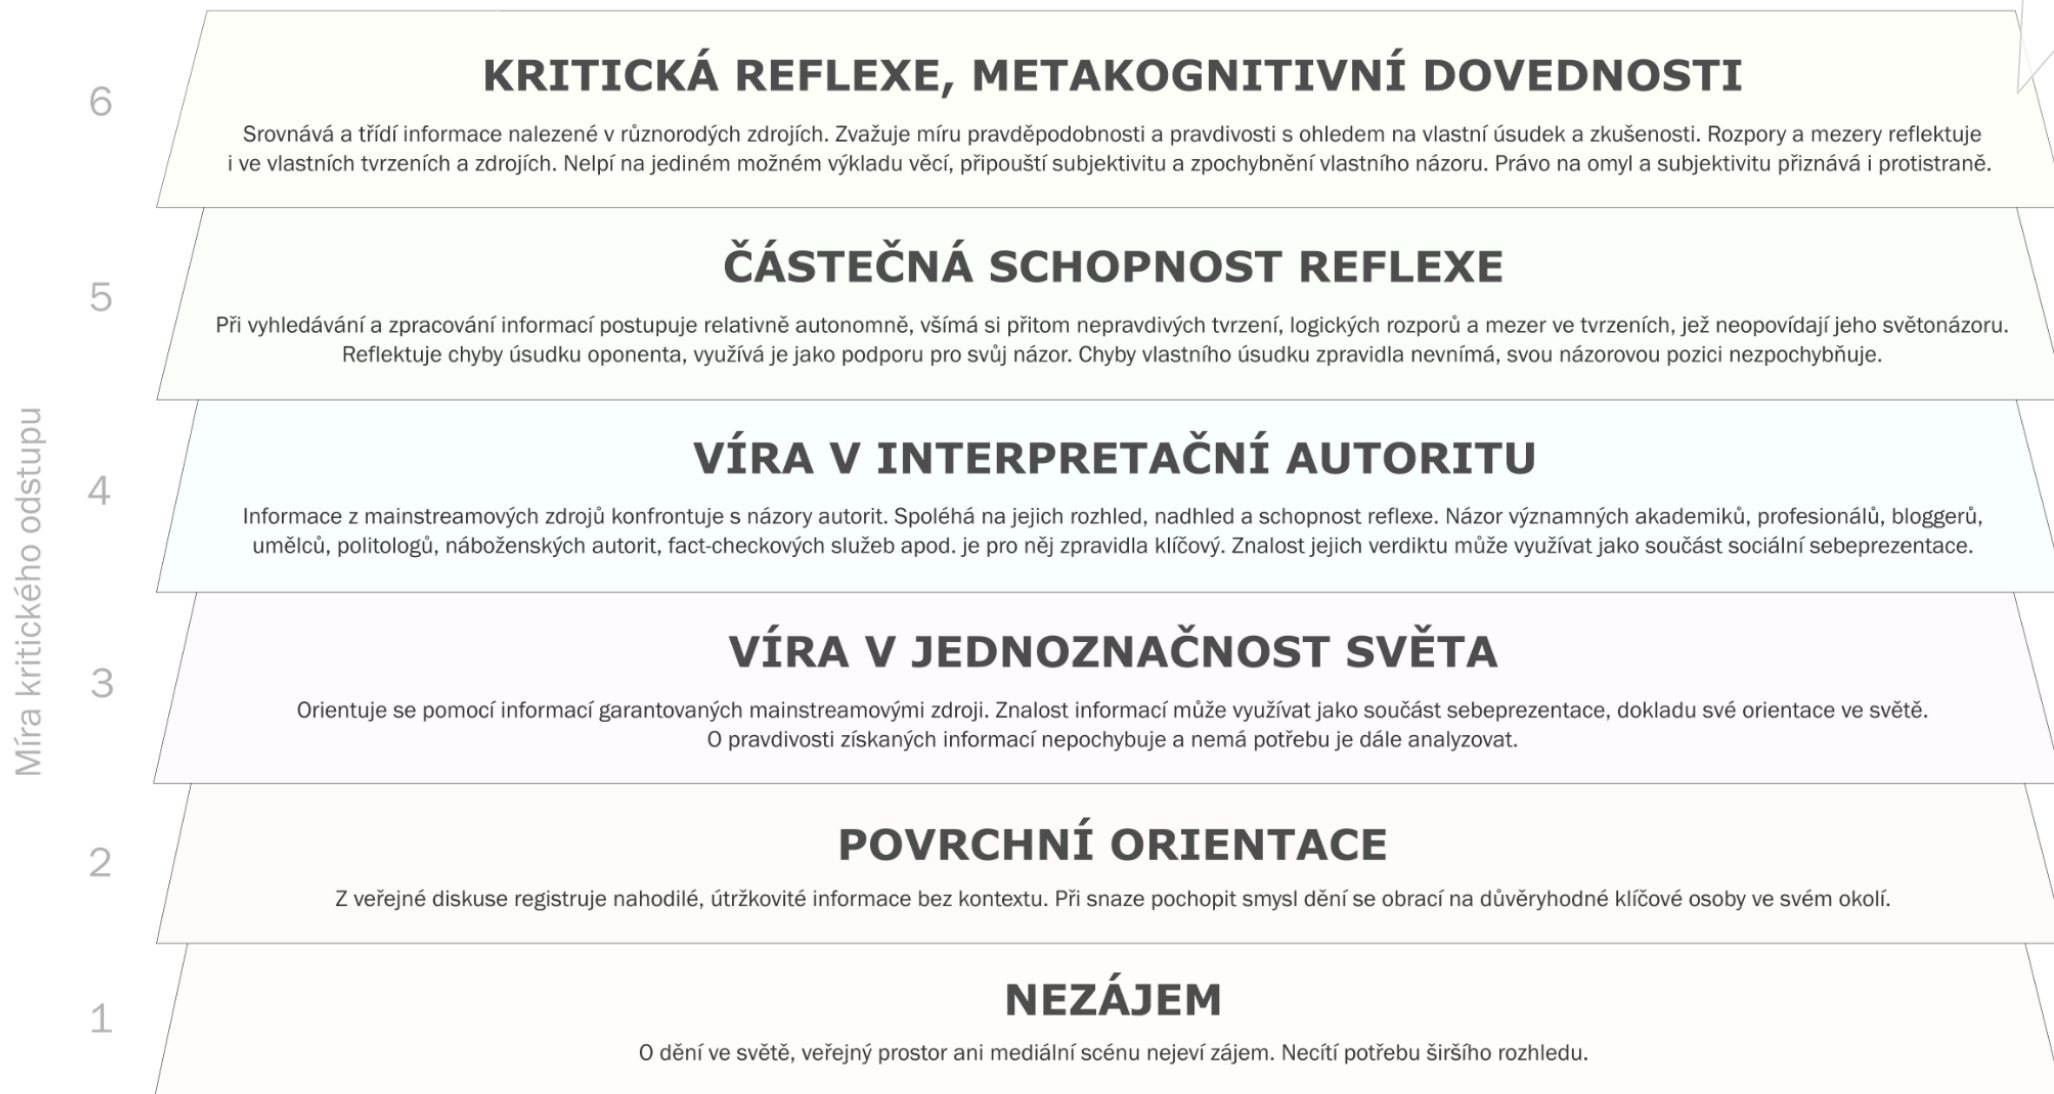 6
KRITICKÁ REFLEXE, METAKOGNITIVNÍ DOVEDNOSTI
Srovnává a třídí informace nalezené v různorodých zdrojích. Zvažuje míru pravděpodobnosti a pravdivosti s ohledem na vlastní úsudek a zkušenosti. Rozpory a mezery reflektuje
i ve vlastních tvrzeních a zdrojích. Nelpí na jediném možném výkladu věcí, připouští subjektivitu a zpochybnění vlastního názoru. Právo na omyl a subjektivitu přiznává i protistraně.
5
ČÁSTEČNÁ SCHOPNOST REFLEXE
Při vyhledávání a zpracování informací postupuje relativně autonomně, všímá si přitom nepravdivých tvrzení, logických rozporů a mezer ve tvrzeních, jež neopovídají jeho světonázoru.
Reflektuje chyby úsudku oponenta, využívá je jako podporu pro svůj názor. Chyby vlastního úsudku zpravidla nevnímá, svou názorovou pozici nezpochybňuje.
Míra kritického odstupu
4
VÍRA V INTERPRETAČNÍ AUTORITU
Informace z mainstreamových zdrojů konfrontuje s názory autorit. Spoléhá na jejich rozhled, nadhled a schopnost reflexe. Názor významných akademiků, profesionálů, bloggerů,
umělců, politologů, náboženských autorit, fact-checkových služeb apod. je pro něj zpravidla klíčový. Znalost jejich verdiktu může využívat jako součást sociální sebeprezentace.
3
VÍRA V JEDNOZNAČNOST SVĚTA
Orientuje se pomocí informací garantovaných mainstreamovými zdroji. Znalost informací může využívat jako součást sebeprezentace, dokladu své orientace ve světě.
O pravdivosti získaných informací nepochybuje a nemá potřebu je dále analyzovat.
2
POVRCHNÍ ORIENTACE
Z veřejné diskuse registruje nahodilé, útržkovité informace bez kontextu. Při snaze pochopit smysl dění se obrací na důvěryhodné klíčové osoby ve svém okolí.
1
NEZÁJEM
O dění ve světě, veřejný prostor ani mediální scénu nejeví zájem. Necítí potřebu širšího rozhledu.